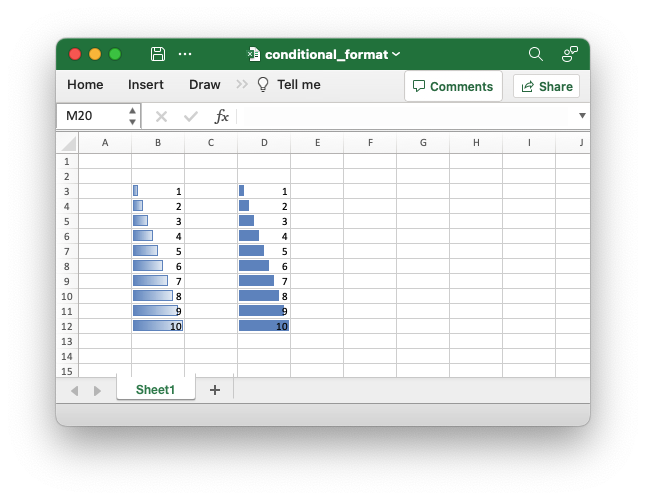 conditional_format
Home Insert Draw Tell me Comments Share
M20 fx
A B C D E F G H I J
1
2
3 1 1
4 2 2
5 3 3
6 4 4
7 5 5
8 6 6
9 7 7
10 8 8
11 9 9
12 10 10
13
14
15
Sheet1 +